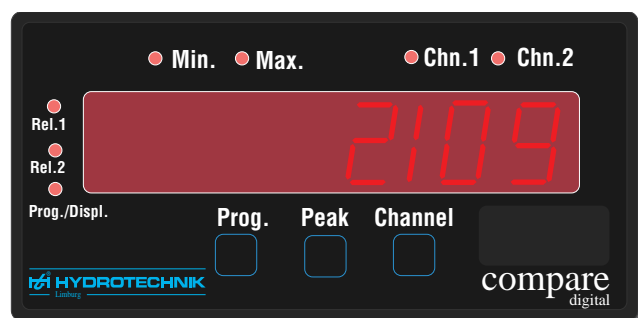 Min. Max. Chn.1 Chn.2
Rel.1
2109
Rel.2
Prog./Displ.
Prog. Peak Channel
HYDROTECHNIK
Limburg
compare
digital